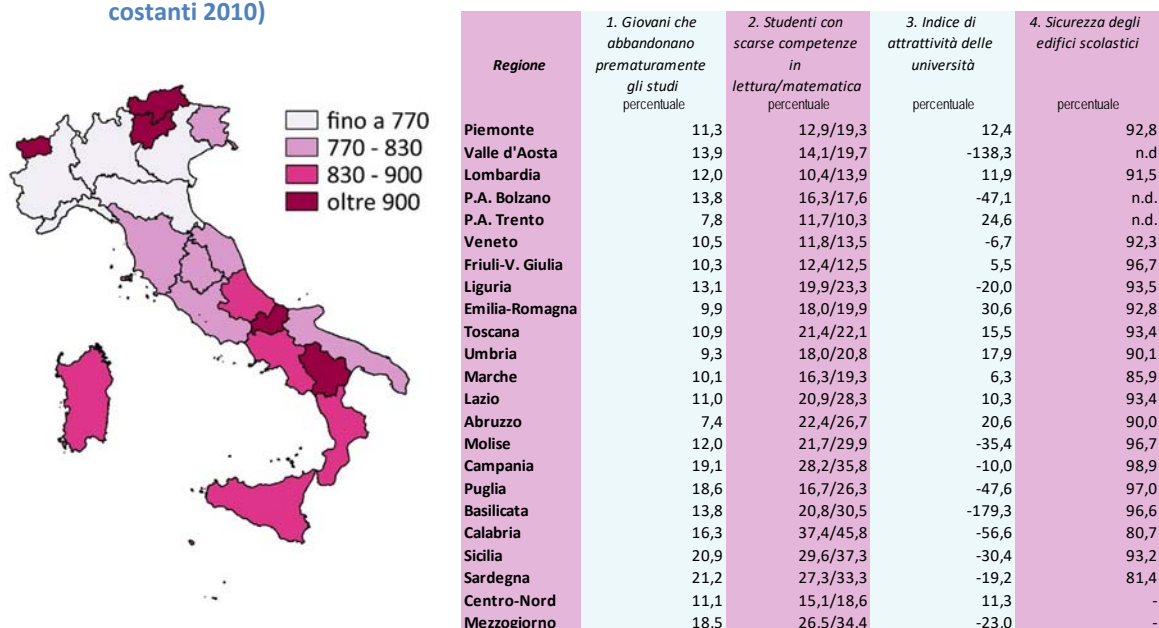 costanti 2010)
fino a 770
770 - 830
830 - 900
oltre 900
Regione
1. Giovani che
abbandonano
prematuramente
gli studi
percentuale
2. Studenti con
scarse competenze
in
lettura/matematica
percentuale
3. Indice di
attrattività delle
università
percentuale
4. Sicurezza degli
edifici scolastici
percentuale
Piemonte 11,3 12,9/19,3 12,4 92,8
Valle d'Aosta 13,9 14,1/19,7 -138,3 n.d
Lombardia 12,0 10,4/13,9 11,9 91,5
P.A. Bolzano 13,8 16,3/17,6 -47,1 n.d.
P.A. Trento 7,8 11,7/10,3 24,6 n.d.
Veneto 10,5 11,8/13,5 -6,7 92,3
Friuli-V. Giulia 10,3 12,4/12,5 5,5 96,7
Liguria 13,1 19,9/23,3 -20,0 93,5
Emilia-Romagna 9,9 18,0/19,9 30,6 92,8
Toscana 10,9 21,4/22,1 15,5 93,4
Umbria 9,3 18,0/20,8 17,9 90,1
Marche 10,1 16,3/19,3 6,3 85,9
Lazio 11,0 20,9/28,3 10,3 93,4
Abruzzo 7,4 22,4/26,7 20,6 90,0
Molise 12,0 21,7/29,9 -35,4 96,7
Campania 19,1 28,2/35,8 -10,0 98,9
Puglia 18,6 16,7/26,3 -47,6 97,0
Basilicata 13,8 20,8/30,5 -179,3 96,6
Calabria 16,3 37,4/45,8 -56,6 80,7
Sicilia 20,9 29,6/37,3 -30,4 93,2
Sardegna 21,2 27,3/33,3 -19,2 81,4
Centro-Nord 11,1 15,1/18,6 11,3 -
Mezzogiorno 18,5 26,5/34,4 -23,0 -